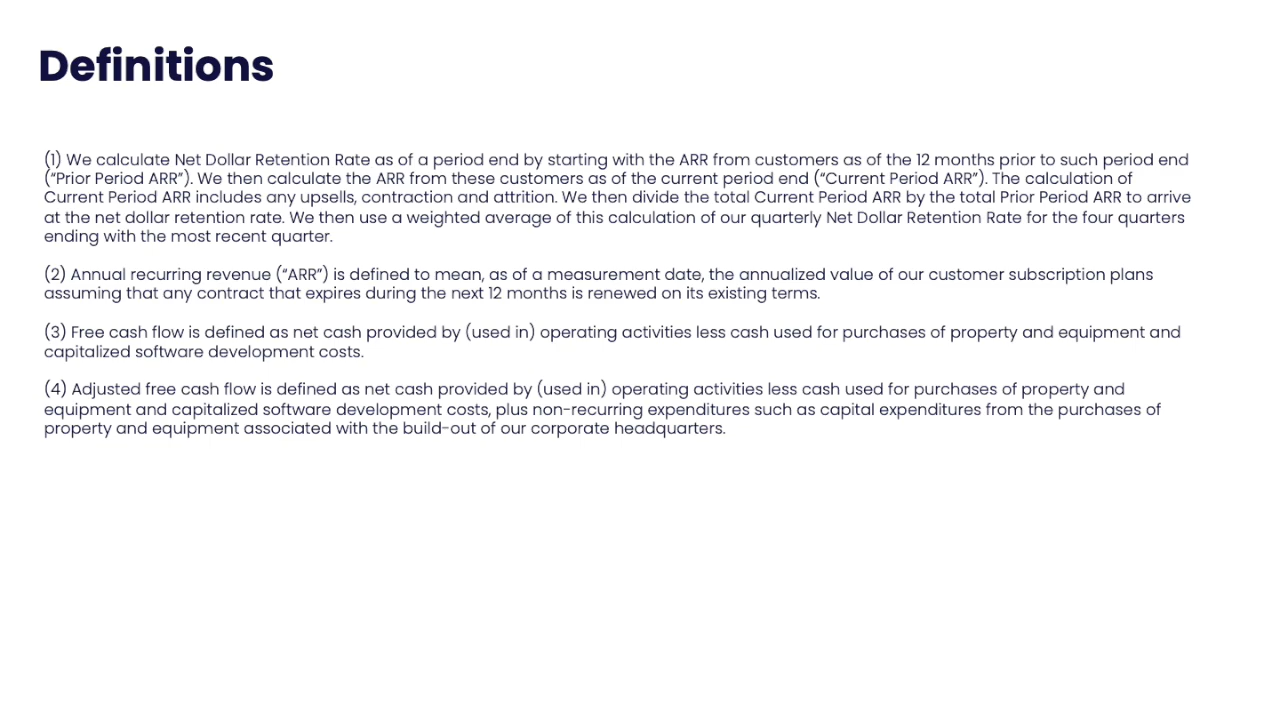 Definitions
(1) We calculate Net Dollar Retention Rate as of a period end by starting with the ARR from customers as of the 12 months prior to such period end
(“Prior Period ARR”). We then calculate the ARR from these customers as of the current period end (“Current Period ARR”). The calculation of
Current Period ARR includes any upsells, contraction and attrition. We then divide the total Current Period ARR by the total Prior Period ARR to arrive
at the net dollar retention rate. We then use a weighted average of this calculation of our quarterly Net Dollar Retention Rate for the four quarters
ending with the most recent quarter.
(2) Annual recurring revenue (“ARR”) is defined to mean, as of a measurement date, the annualized value of our customer subscription plans
assuming that any contract that expires during the next 12 months is renewed on its existing terms.
(3) Free cash flow is defined as net cash provided by (used in) operating activities less cash used for purchases of property and equipment and
capitalized software development costs.
(4) Adjusted free cash flow is defined as net cash provided by (used in) operating activities less cash used for purchases of property and
equipment and capitalized software development costs, plus non-recurring expenditures such as capital expenditures from the purchases of
property and equipment associated with the build-out of our corporate headquarters.